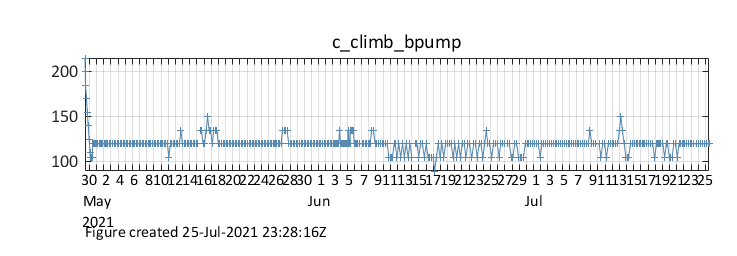 c_climb_bpump
200
150
100
30 2 4 6 8 10 12 14 16 18 20 22 24 26 28 30 1 3 5 7 9 11 13 15 17 19 21 23 25 27 29 1 3 5 7 9 11 13 15 17 19 21 23 25
May Jun Jul
2021
Figure created 25-Jul-2021 23:28:16Z